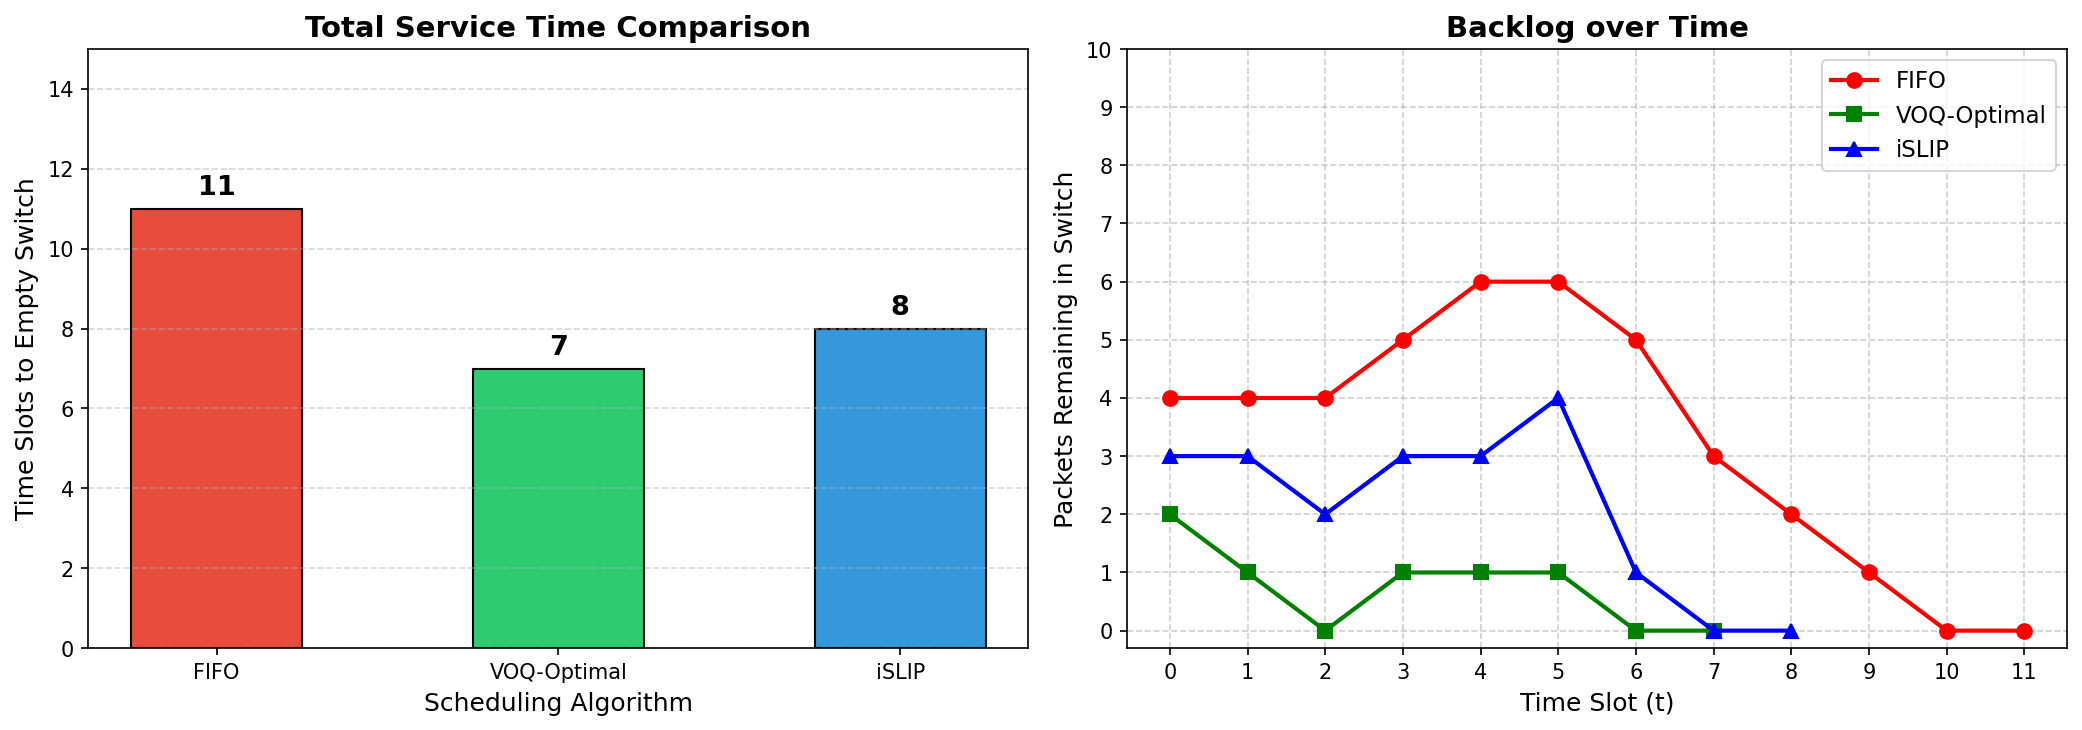 Total Service Time Comparison
Time Slots to Empty Switch
14
12
10
8
6
4
2
0
11
7
8
FIFO
VOQ-Optimal
iSLIP
Scheduling Algorithm
Backlog over Time
Packets Remaining in Switch
10
9
8
7
6
5
4
3
2
1
0
FIFO
VOQ-Optimal
iSLIP
0 1 2 3 4 5 6 7 8 9 10 11
Time Slot (t)